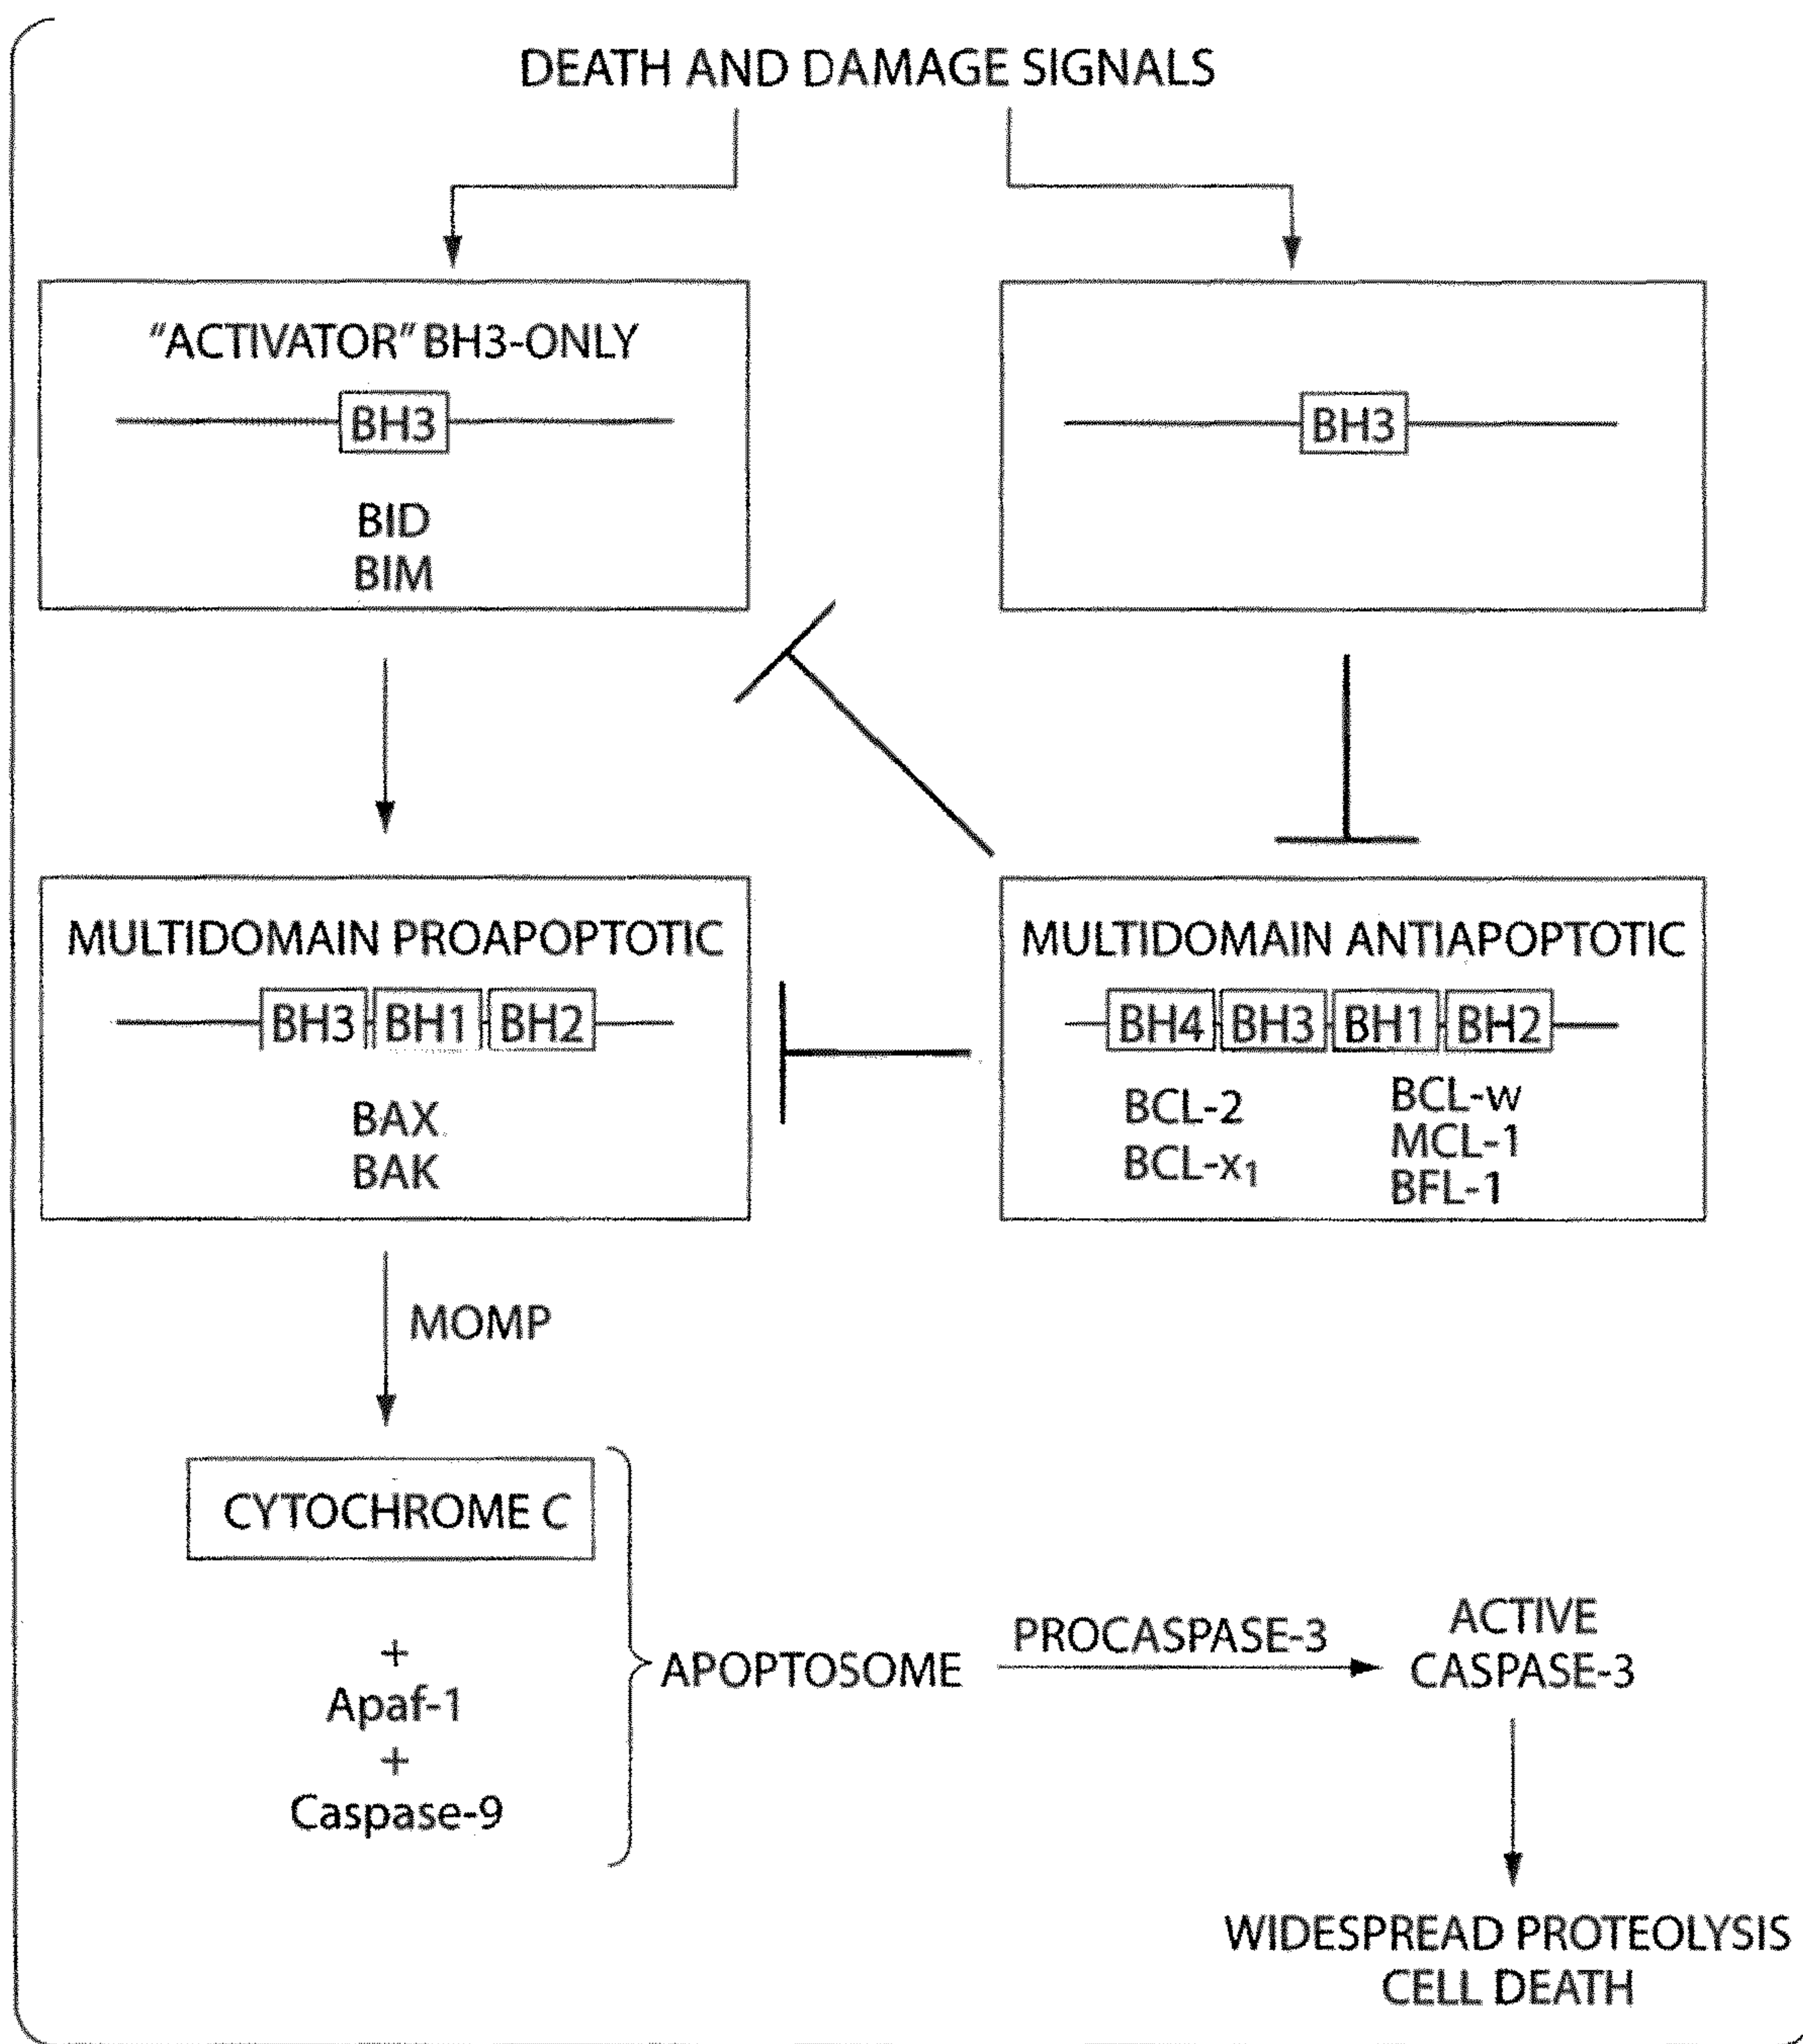 DEATH AND DAMAGE SIGNALS
"ACTIVATOR" BH3-ONLY
BH3
BID
BIM
BH3
MULTIDOMAIN PROAPOPTOTIC
BH3 BH1 BH2
BAX
BAK
MULTIDOMAIN ANTIAPOPTOTIC
BH4 BH3 BH1 BH2
BCL-2
BCL-x1
BCL-w
MCL-1
BFL-1
MOMP
CYTOCHROME C
+
Apaf-1
+
Caspase-9
APOPTOSOME
PROCASPASE-3
ACTIVE
CASPASE-3
WIDESPREAD PROTEOLYSIS
CELL DEATH